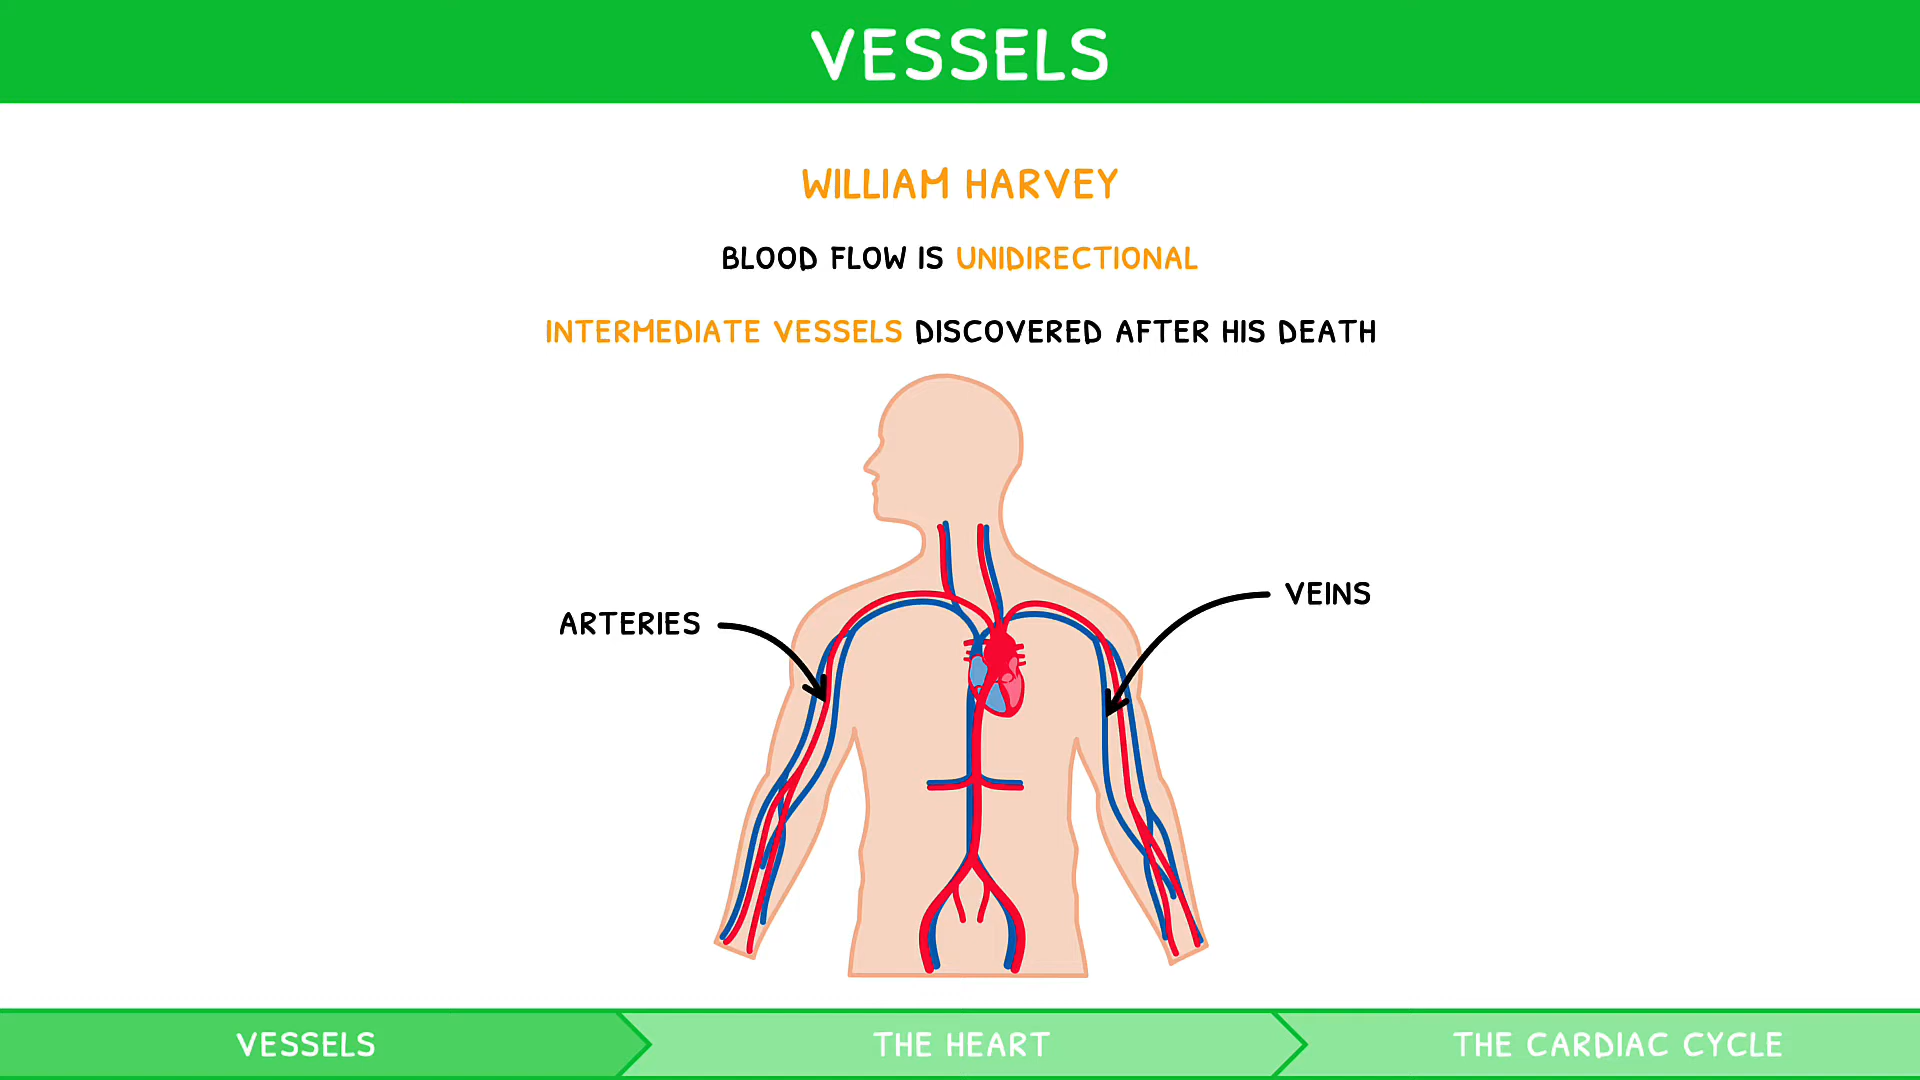 VESSELS
WILLIAM HARVEY
BLOOD FLOW IS UNIDIRECTIONAL
INTERMEDIATE VESSELS DISCOVERED AFTER HIS DEATH
VEINS
ARTERIES
VESSELS
THE HEART
THE CARDIAC CYCLE